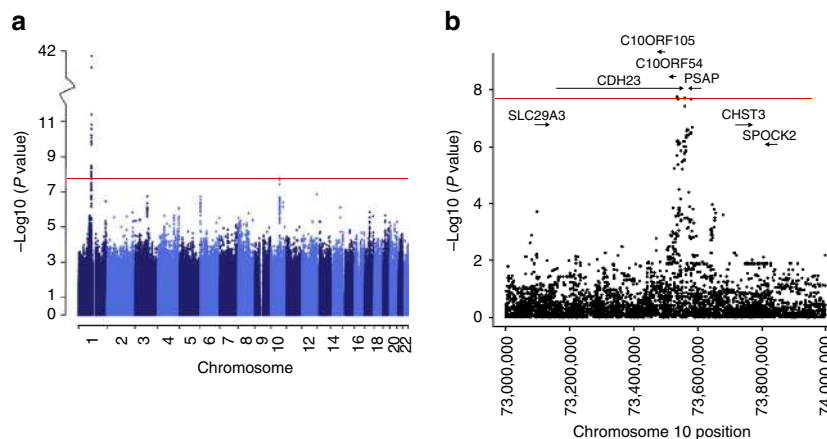 a
42
11
9
7
5
3
1
0
–Log10 (P value)
1 2 3 4 5 6 7 8 9 10 12 14 16 18 20 22
Chromosome
b
C10ORF105
C10ORF54
CDH23 PSAP
SLC29A3 CHST3
SPOCK2
8
6
4
2
0
–Log10 (P value)
73,000,000
73,200,000
73,400,000
73,600,000
73,800,000
74,000,000
Chromosome 10 position